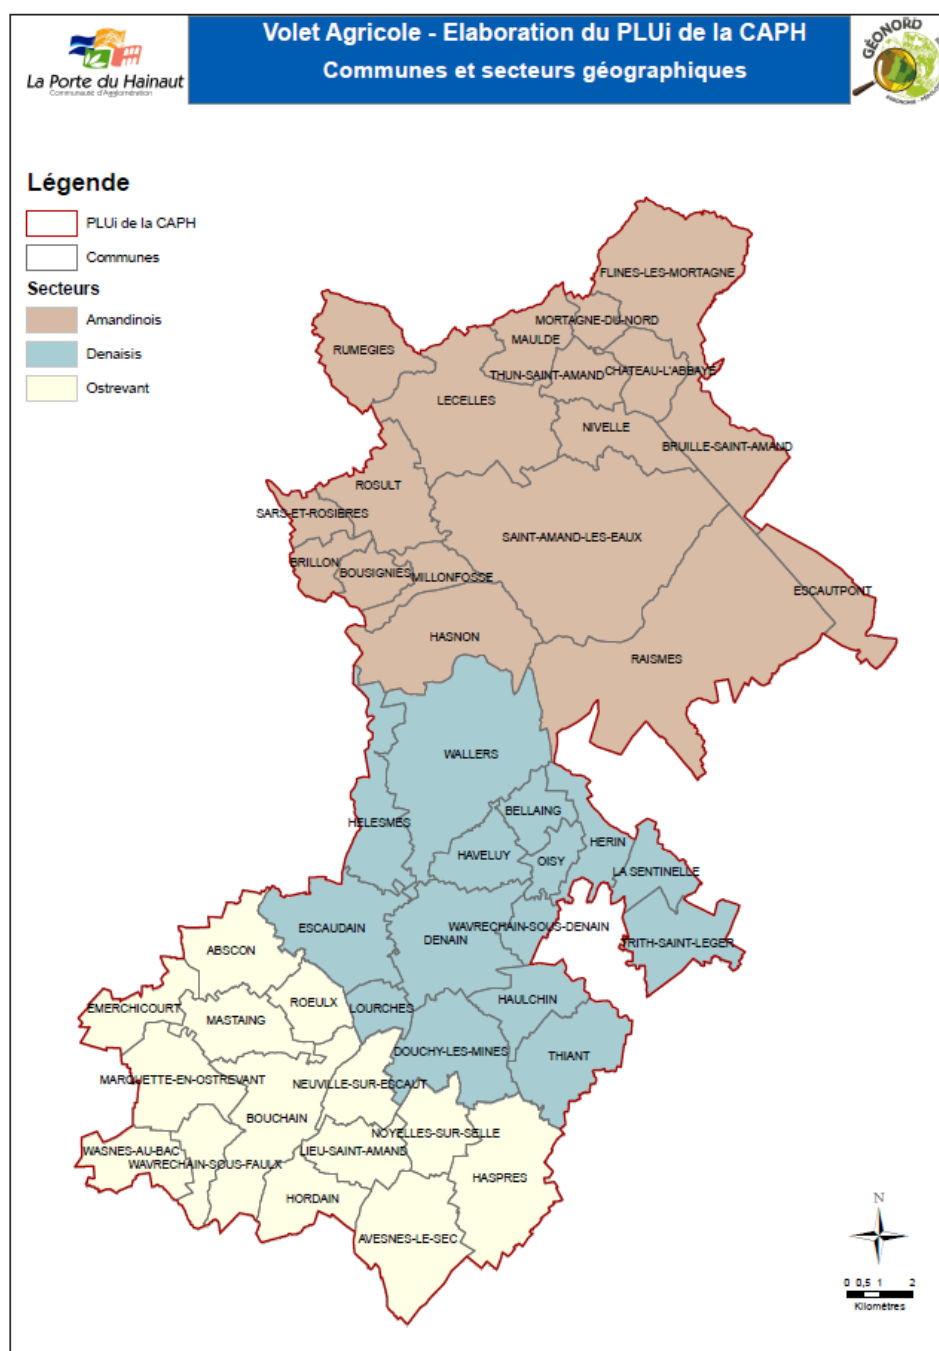 La Porte du Hainaut
Communauté d'Agglomération
Volet Agricole - Elaboration du PLUi de la CAPH
Communes et secteurs géographiques
GÉONORD
Légende
PLUi de la CAPH
Communes
Secteurs
Amandinois
Denaisis
Ostrevant
FLINES-LES-MORTAGNE
MORTAGNE-DU-NORD
MAULDE
RUMEGIES
THUN-SAINT-AMAND
CHATEAU-L'ABBAYE
LECELLES
NIVELLE
BRUILLE-SAINT-AMAND
ROSULT
SARS-ET-ROSIERES
SAINT-AMAND-LES-EAUX
BRILLON
BOUSIGNIES
MILLONFOSSE
ESCAUTPONT
HASNON
RAISMES
WALLERS
BELLAING
HELESMES
HERIN
HAVELUY
OISY
LA SENTINELLE
ESCAUDAIN
WAVRECHAIN-SOUS-DENAIN
DENAIN
TRITH-SAINT-LEGER
ABSCON
EMERCHICOURT
ROEULX
LOURCHES
HAULCHIN
MASTAING
DOUCHY-LES-MINES
THIANT
MARQUETTE-EN-OSTREVANT
NEUVILLE-SUR-ESCAUT
BOUCHAIN
NOYELLES-SUR-SELLE
WASNES-AU-BAC
LIEU-SAINT-AMAND
WAVRECHAIN-SOUS-FAULX
HASPRES
HORDAIN
AVESNES-LE-SEC
N
0 0,5 1 2
Kilomètres